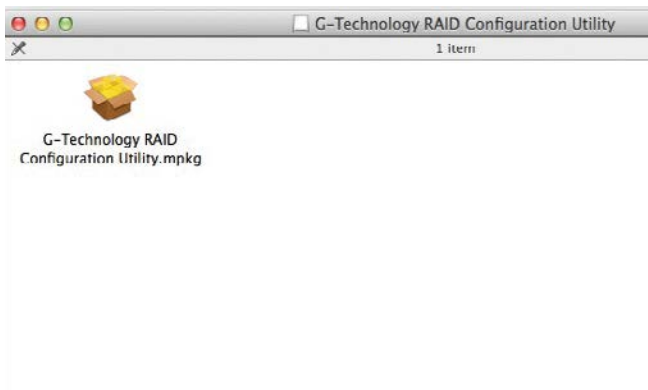 G-Technology RAID Configuration Utility
1 item
G-Technology RAID
Configuration Utility.mpkg